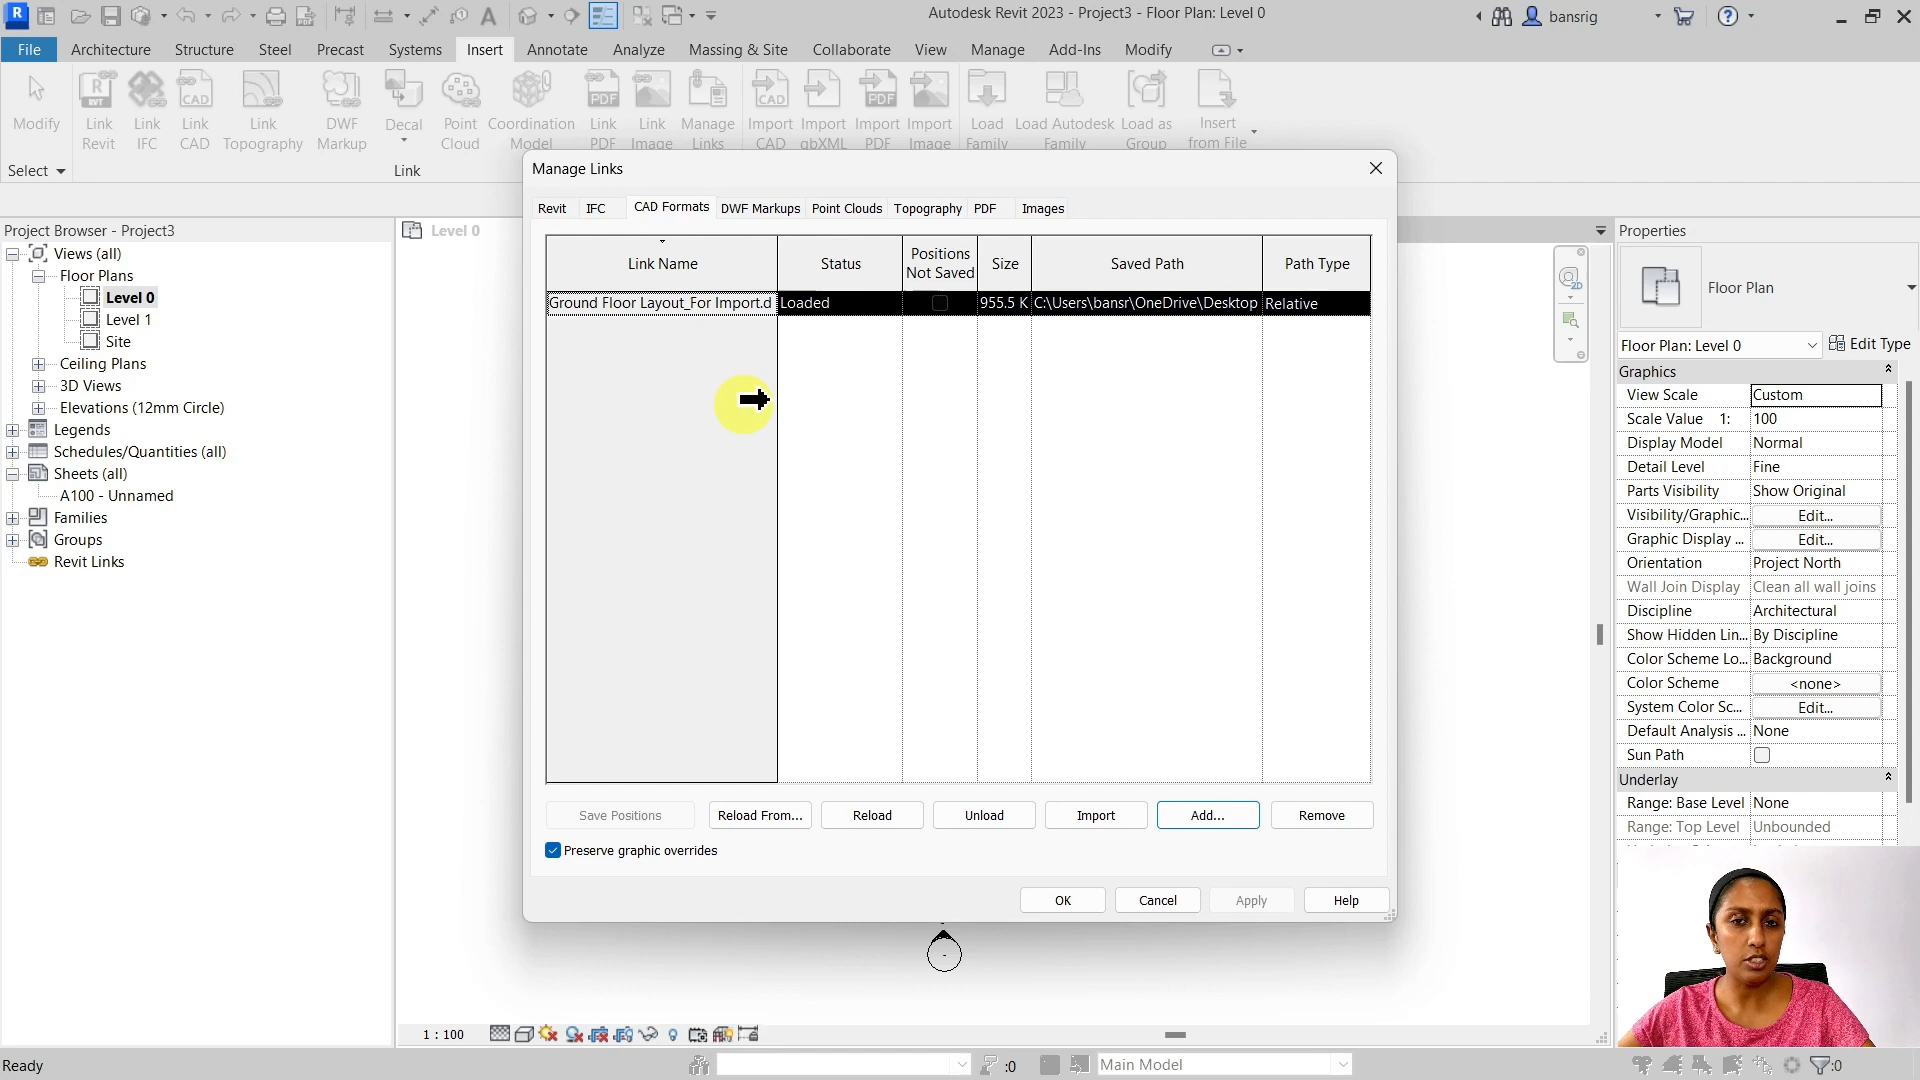 Autodesk Revit 2023 - Project3 - Floor Plan: Level 0
bansrig
File Architecture Structure Steel Precast Systems Insert Annotate Analyze Massing & Site Collaborate View Manage Add-Ins Modify
Modify
Link Revit
Link IFC
Link CAD
Link Topography
DWF Markup
Decal
Point Cloud
Coordination Model
Link PDF
Link Image
Manage Links
Import CAD
Import gbXML
Import PDF
Import Image
Load Family
Load Autodesk Family
Load as Group
Insert from File
Select
Link
Project Browser - Project3
Views (all)
Floor Plans
Level 0
Level 1
Site
Ceiling Plans
3D Views
Elevations (12mm Circle)
Legends
Schedules/Quantities (all)
Sheets (all)
A100 - Unnamed
Families
Groups
Revit Links
Level 0
Manage Links
Revit IFC CAD Formats DWF Markups Point Clouds Topography PDF Images
Link Name Status Positions Not Saved Size Saved Path Path Type
Ground Floor Layout_For Import.d Loaded 955.5 K C:\Users\bansr\OneDrive\Desktop Relative
Save Positions Reload From... Reload Unload Import Add... Remove
Preserve graphic overrides
OK Cancel Apply Help
Properties
Floor Plan
Floor Plan: Level 0 Edit Type
Graphics
View Scale Custom
Scale Value 1: 100
Display Model Normal
Detail Level Fine
Parts Visibility Show Original
Visibility/Graphic... Edit...
Graphic Display ... Edit...
Orientation Project North
Wall Join Display Clean all wall joins
Discipline Architectural
Show Hidden Lin... By Discipline
Color Scheme Lo... Background
Color Scheme <none>
System Color Sc... Edit...
Default Analysis ... None
Sun Path
Underlay
Range: Base Level None
Range: Top Level Unbounded
1 : 100
Ready
:0
Main Model
:0